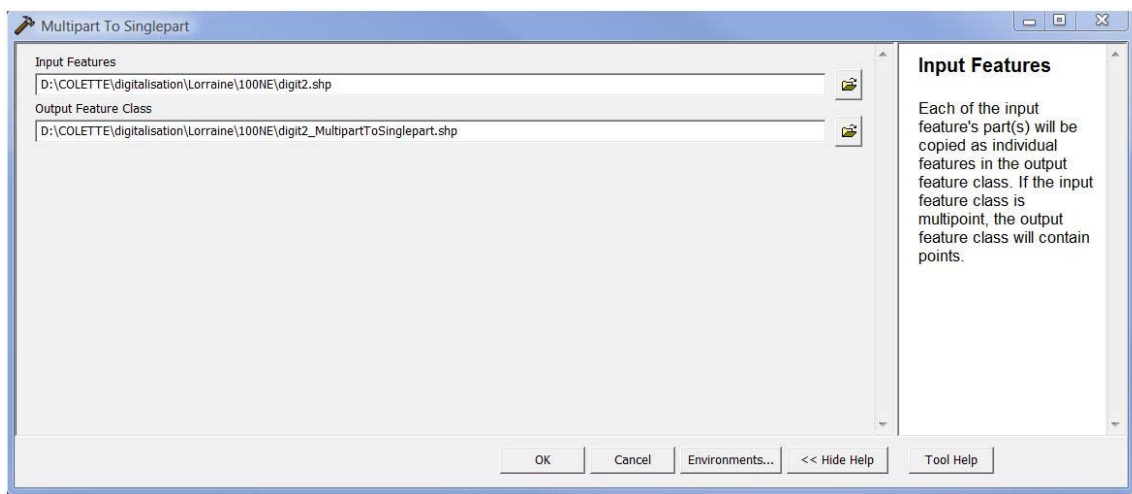 Multipart To Singlepart
Input Features
D:\COLETTE\digitalisation\Lorraine\100NE\digit2.shp
Output Feature Class
D:\COLETTE\digitalisation\Lorraine\100NE\digit2_MultipartToSinglepart.shp
Input Features
Each of the input
feature's part(s) will be
copied as individual
features in the output
feature class. If the input
feature class is
multipoint, the output
feature class will contain
points.
OK
Cancel
Environments...
<< Hide Help
Tool Help